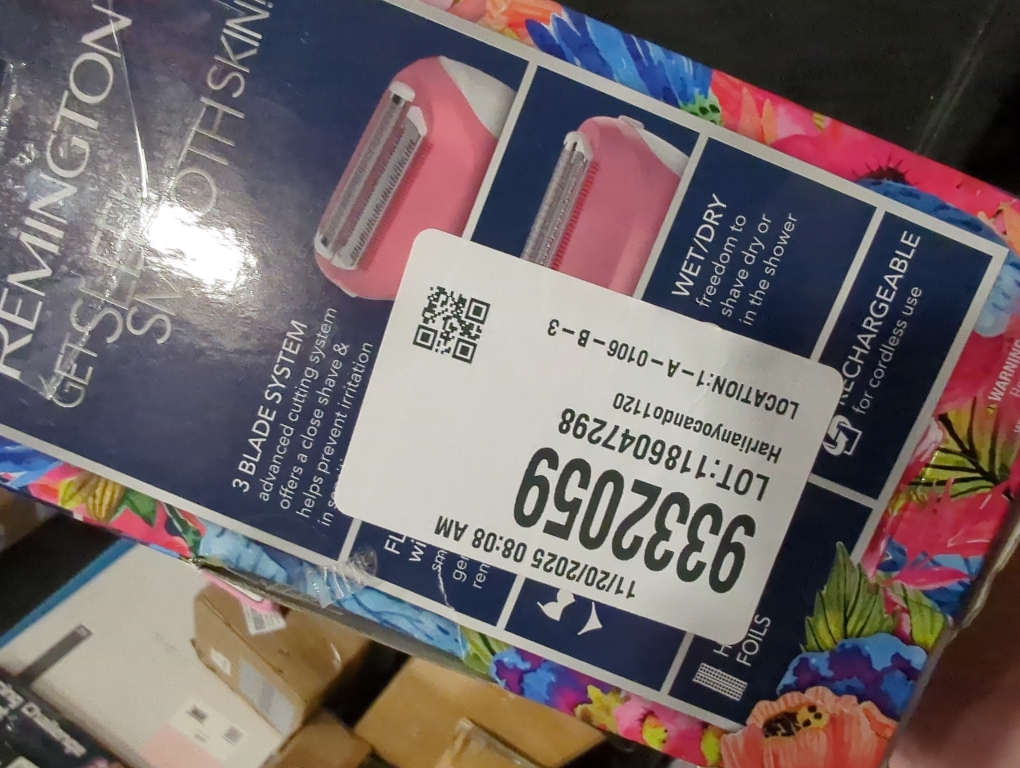 REMINGTON
GET SLEEK
SMOOTH SKIN!
3 BLADE SYSTEM
advanced cutting system
offers a close shave &
helps prevent irritation
WET/DRY
freedom to
shave dry or
in the shower
RECHARGEABLE
for cordless use
FOILS
WARNING
11/20/2025 08:08 AM
9332059
LOT:1186047298
Harlianyocando1120
LOCATION:1-A-0106-B-3